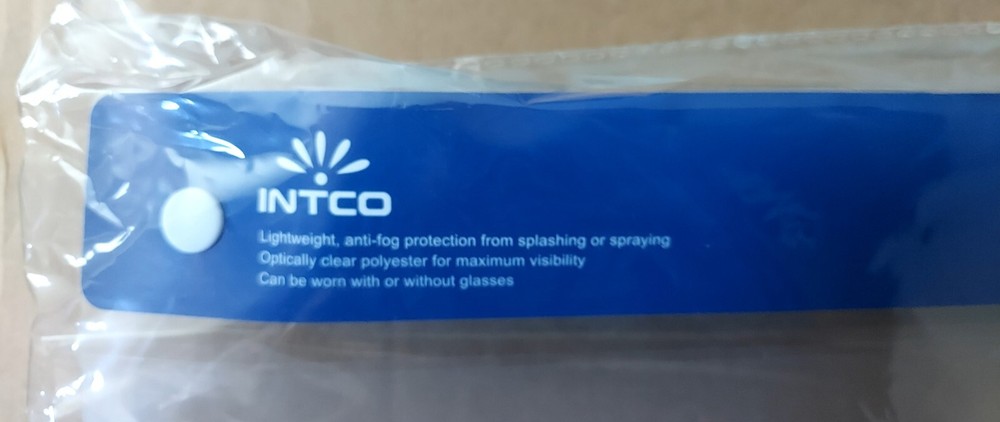 INTCO
Lightweight, anti-fog protection from splashing or spraying
Optically clear polyester for maximum visibility
Can be worn with or without glasses